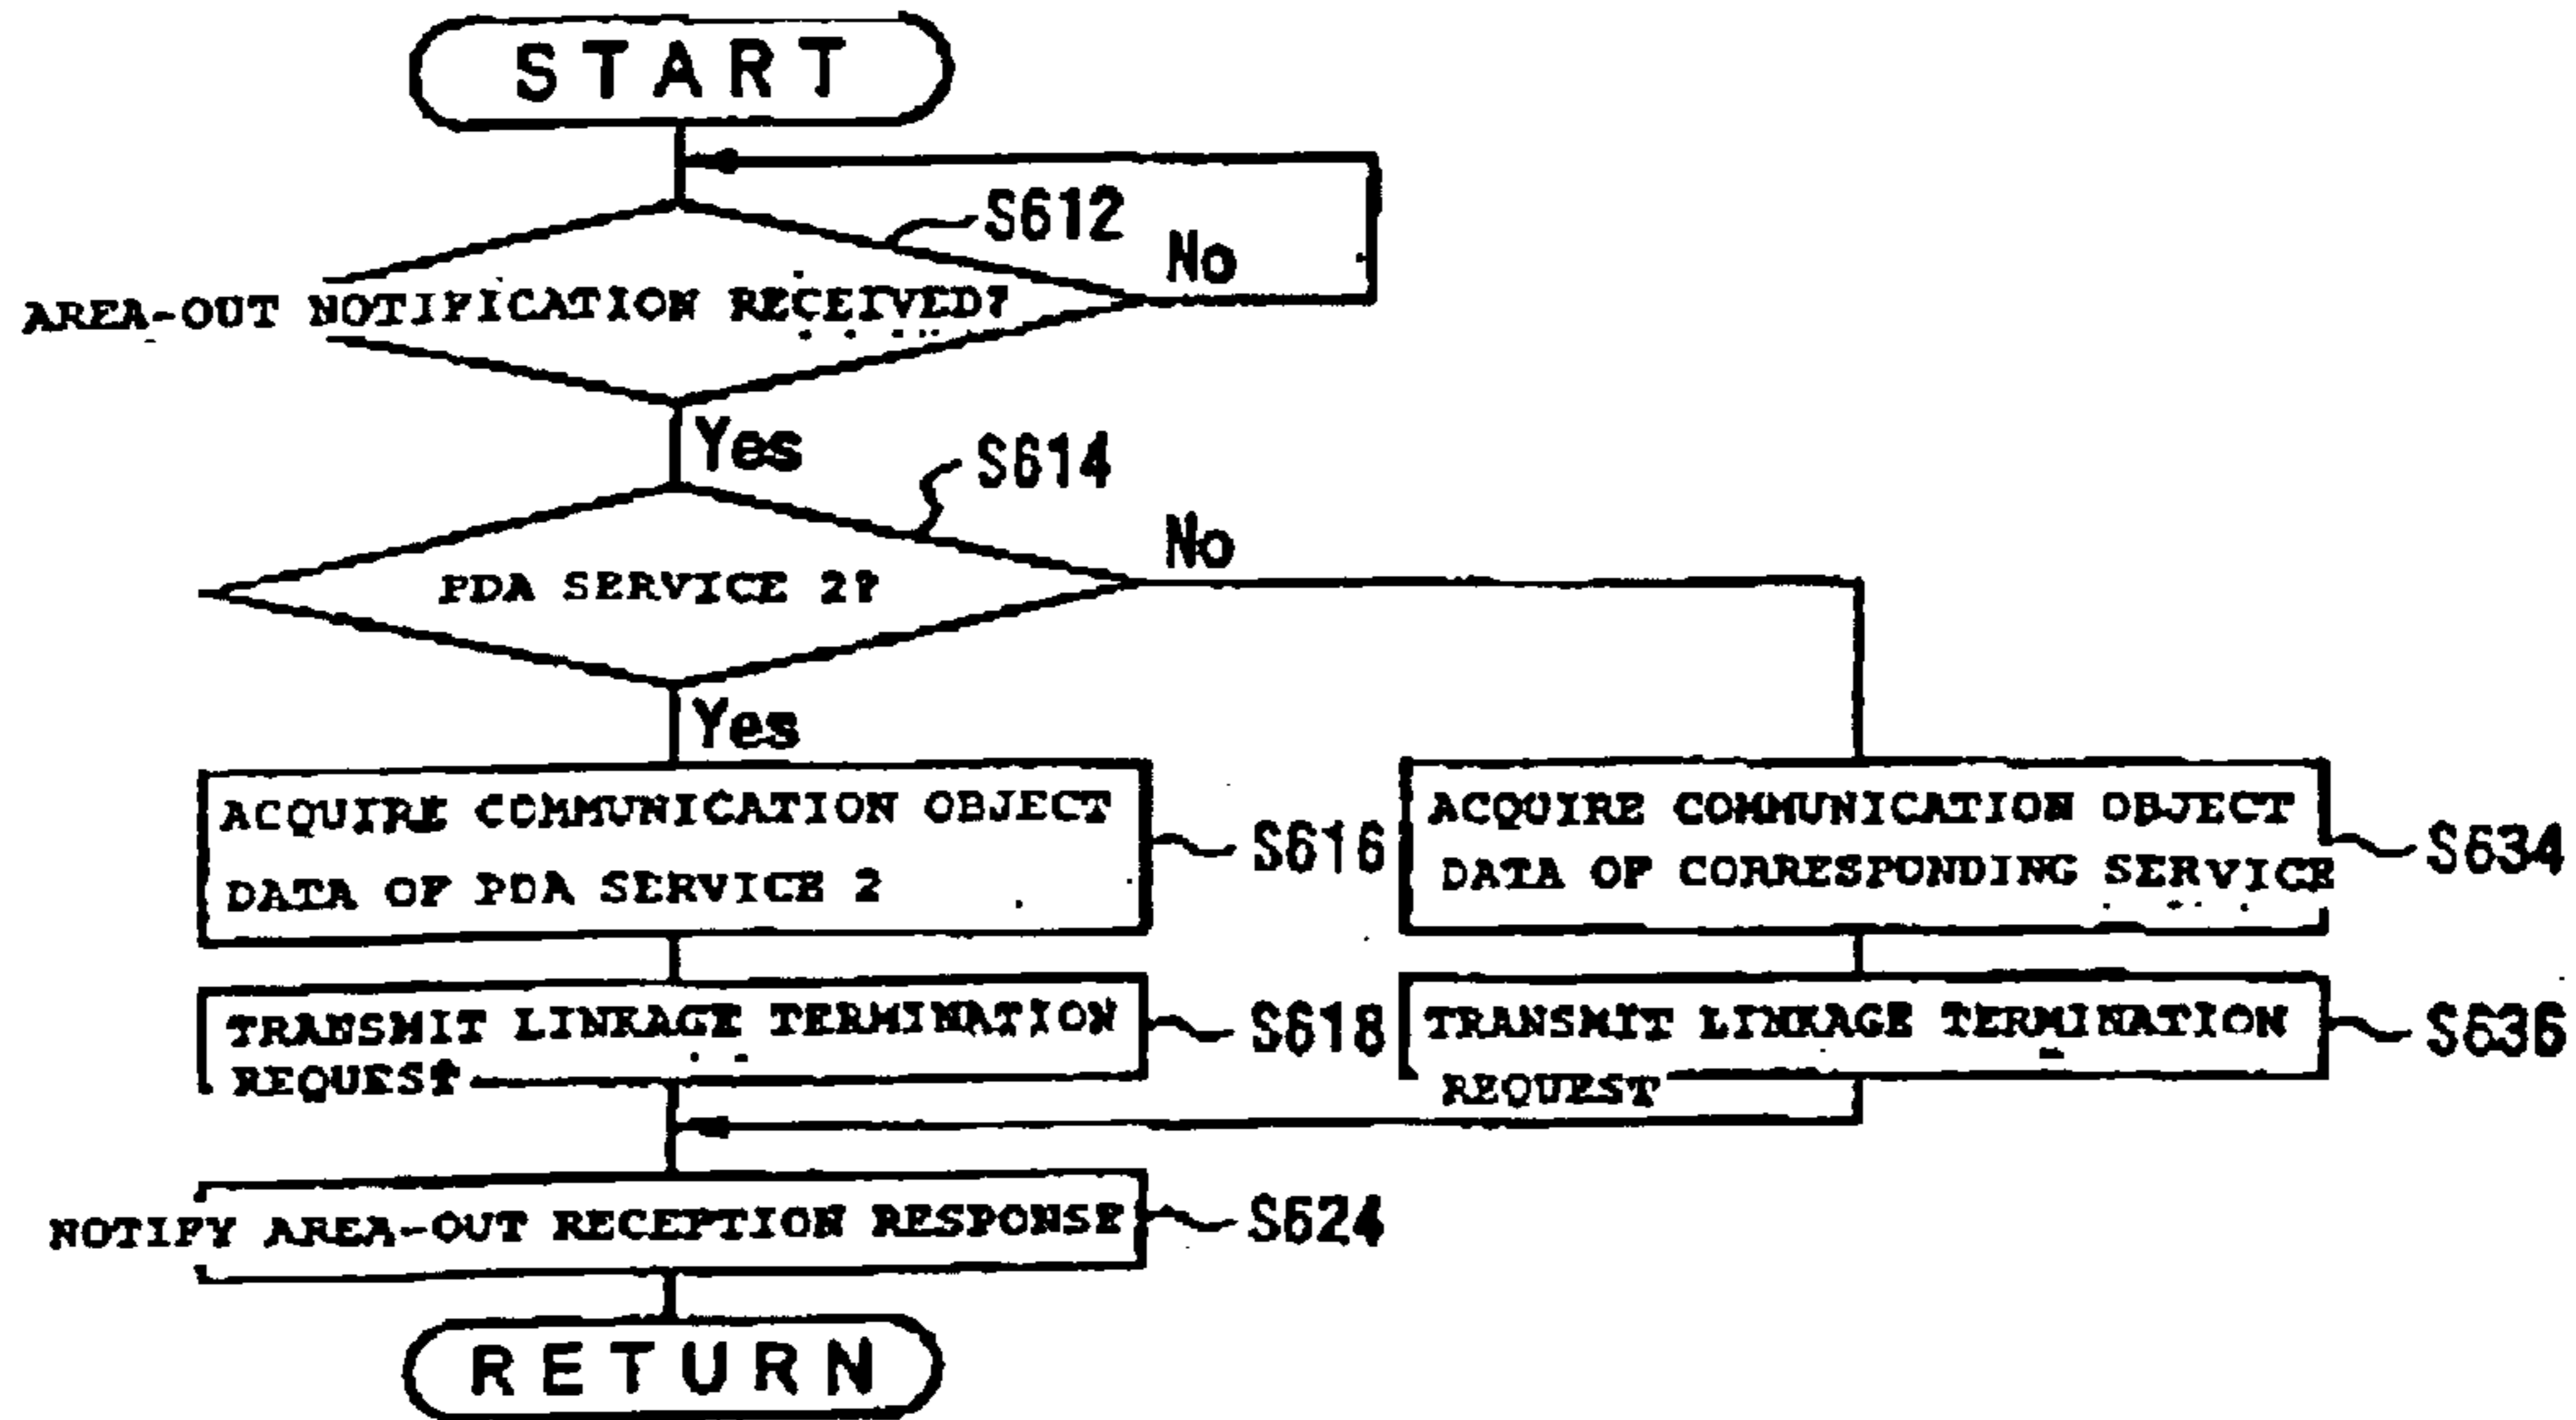 START
S612
No
AREA-OUT NOTIFICATION RECEIVED?
Yes
S614
No
PDA SERVICE 2?
Yes
ACQUIRE COMMUNICATION OBJECT
DATA OF PDA SERVICE 2
S616
ACQUIRE COMMUNICATION OBJECT
DATA OF CORRESPONDING SERVICE
S634
TRANSMIT LINKAGE TERMINATION
REQUEST
S618
TRANSMIT LINKAGE TERMINATION
REQUEST
S636
NOTIFY AREA-OUT RECEPTION RESPONSE
S624
RETURN